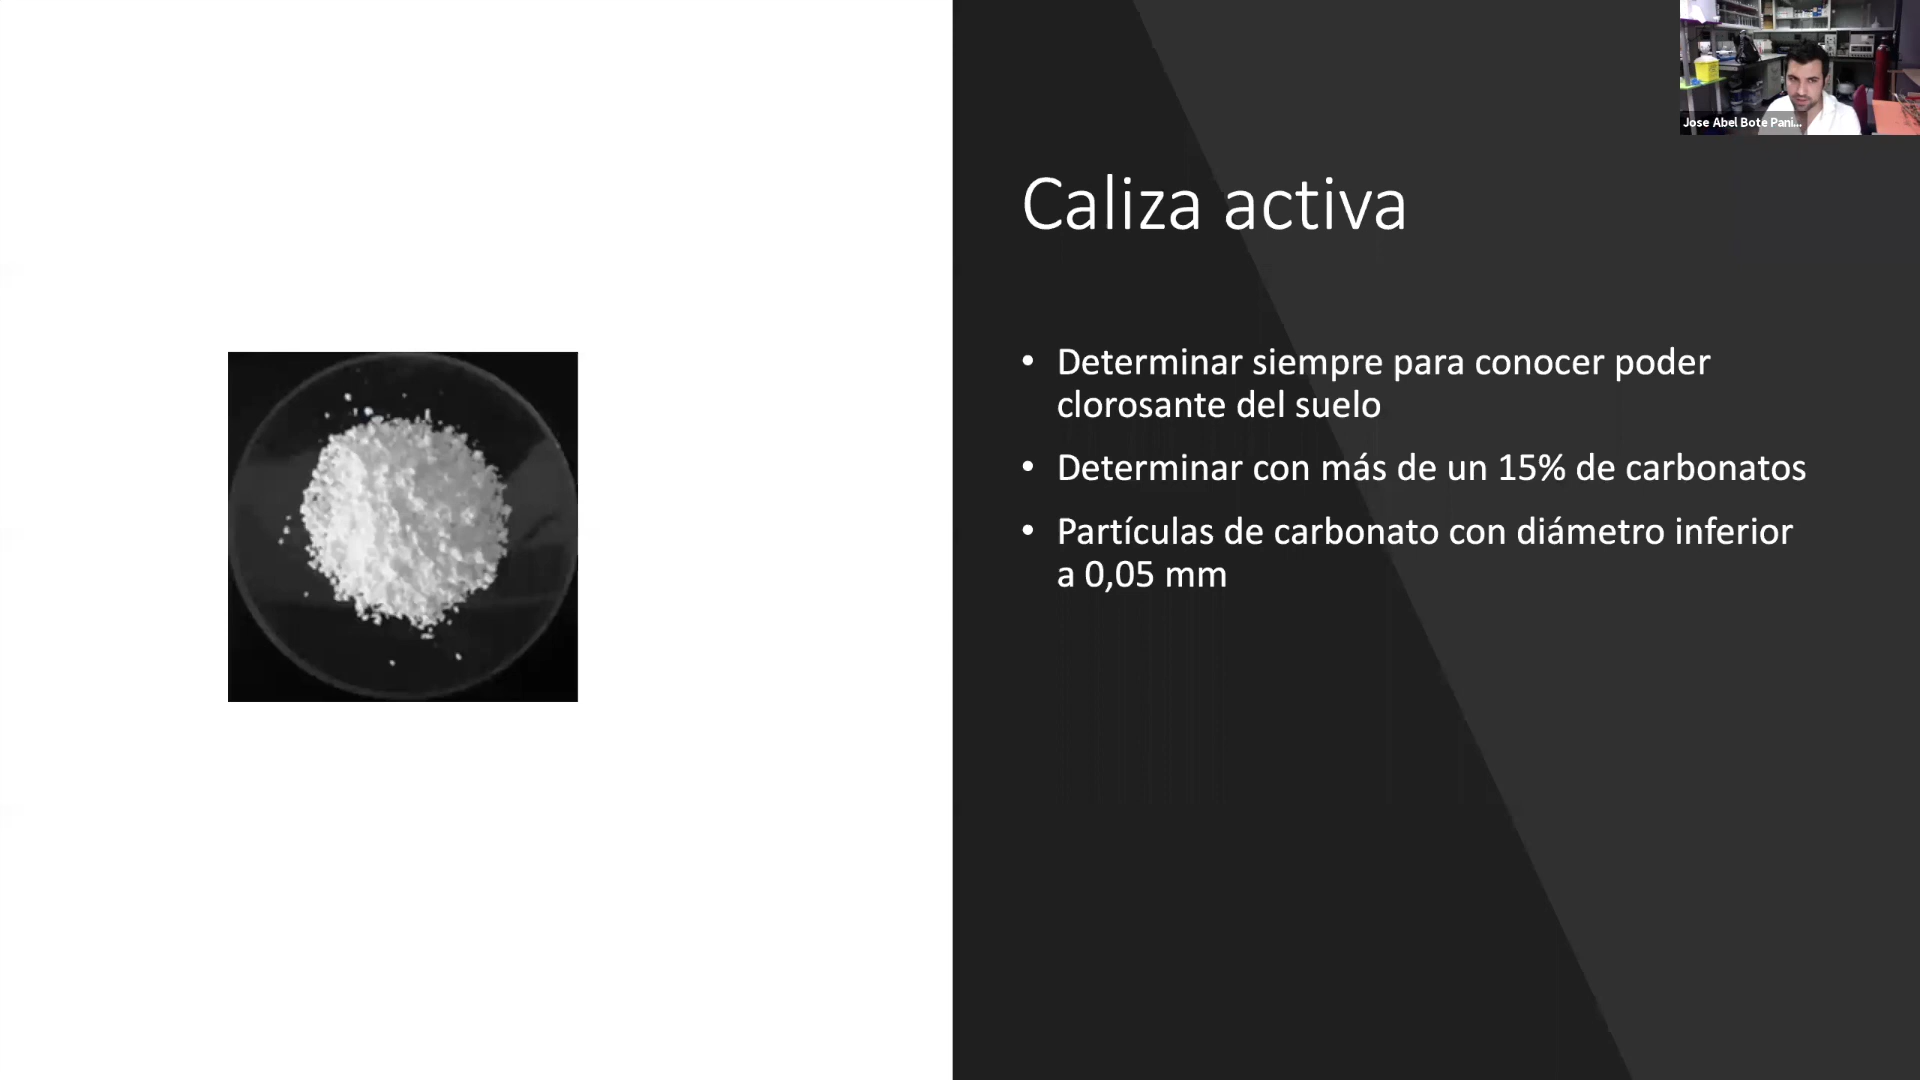 Jose Abel Bote Pani...
Caliza activa
• Determinar siempre para conocer poder
clorosante del suelo
• Determinar con más de un 15% de carbonatos
• Partículas de carbonato con diámetro inferior
a 0,05 mm